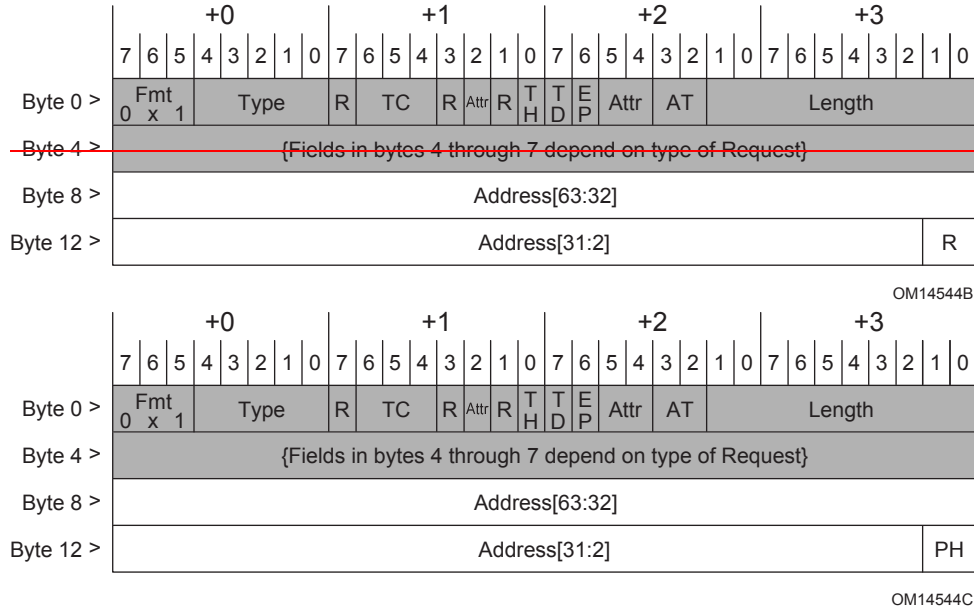 +0 +1 +2 +3
7 6 5 4 3 2 1 0 7 6 5 4 3 2 1 0 7 6 5 4 3 2 1 0 7 6 5 4 3 2 1 0
Byte 0 > Fmt 0 x 1 Type R TC R Attr R TH TD EP Attr AT Length
Byte 4 > {Fields in bytes 4 through 7 depend on type of Request}
Byte 8 > Address[63:32]
Byte 12 > Address[31:2] R
OM14544B
+0 +1 +2 +3
7 6 5 4 3 2 1 0 7 6 5 4 3 2 1 0 7 6 5 4 3 2 1 0 7 6 5 4 3 2 1 0
Byte 0 > Fmt 0 x 1 Type R TC R Attr R TH TD EP Attr AT Length
Byte 4 > {Fields in bytes 4 through 7 depend on type of Request}
Byte 8 > Address[63:32]
Byte 12 > Address[31:2] PH
OM14544C